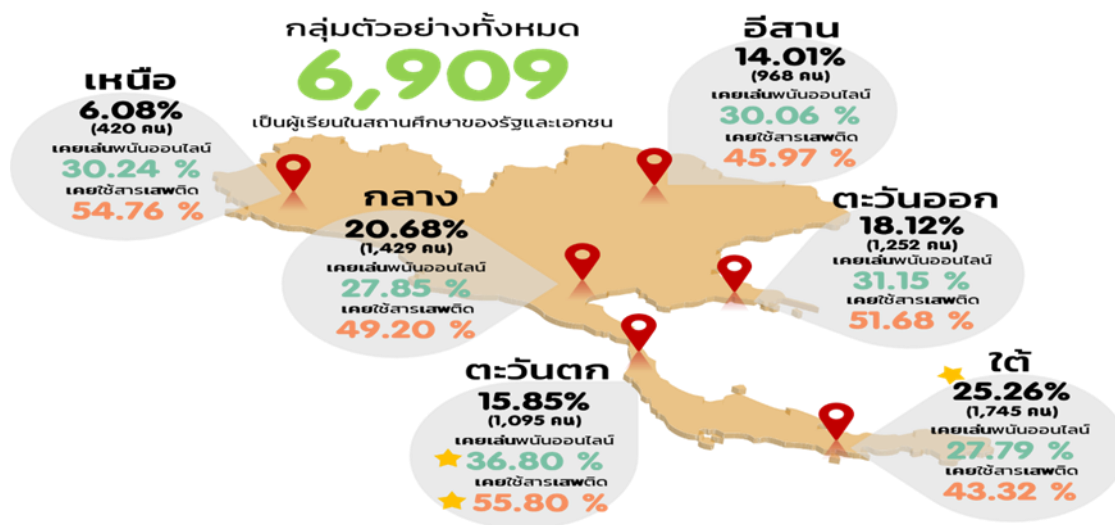 กลุ่มตัวอย่างทั้งหมด
6,909
เป็นผู้เรียนในสถานศึกษาของรัฐและเอกชน
เหนือ
6.08%
(420 คน)
เคยเล่นพนันออนไลน์
30.24 %
เคยใช้สารเสพติด
54.76 %
อีสาน
14.01%
(968 คน)
เคยเล่นพนันออนไลน์
30.06 %
เคยใช้สารเสพติด
45.97 %
กลาง
20.68%
(1,429 คน)
เคยเล่นพนันออนไลน์
27.85 %
เคยใช้สารเสพติด
49.20 %
ตะวันออก
18.12%
(1,252 คน)
เคยเล่นพนันออนไลน์
31.15 %
เคยใช้สารเสพติด
51.68 %
ตะวันตก
15.85%
(1,095 คน)
เคยเล่นพนันออนไลน์
36.80 %
เคยใช้สารเสพติด
55.80 %
ใต้
25.26%
(1,745 คน)
เคยเล่นพนันออนไลน์
27.79 %
เคยใช้สารเสพติด
43.32 %